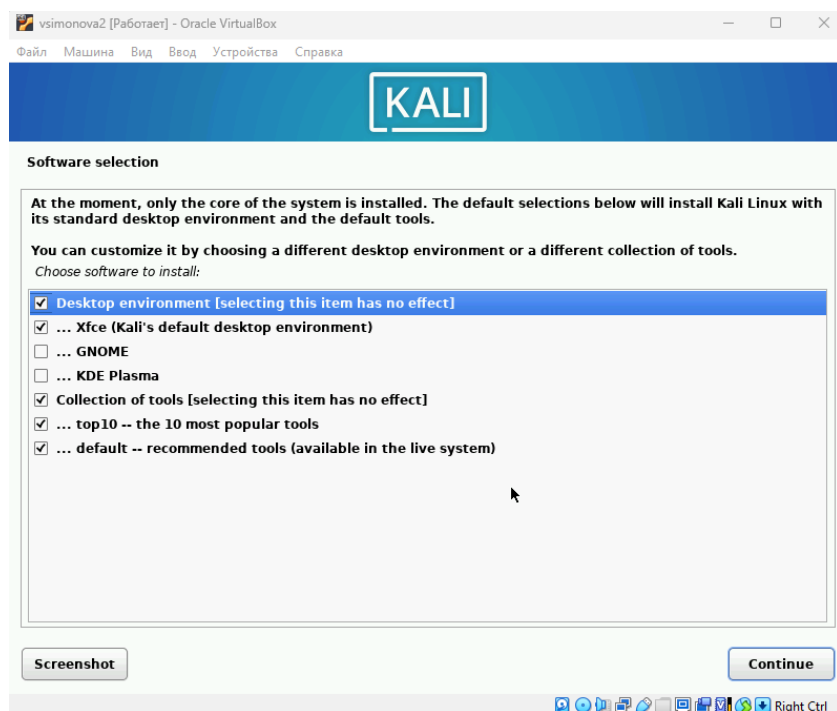 vsimonova2 [Работает] - Oracle VirtualBox
Файл Машина Вид Ввод Устройства Справка
KALI
Software selection
At the moment, only the core of the system is installed. The default selections below will install Kali Linux with
its standard desktop environment and the default tools.
You can customize it by choosing a different desktop environment or a different collection of tools.
Choose software to install:
Desktop environment [selecting this item has no effect]
... Xfce (Kali's default desktop environment)
... GNOME
... KDE Plasma
Collection of tools [selecting this item has no effect]
... top10 -- the 10 most popular tools
... default -- recommended tools (available in the live system)
Screenshot Continue
Right Ctrl